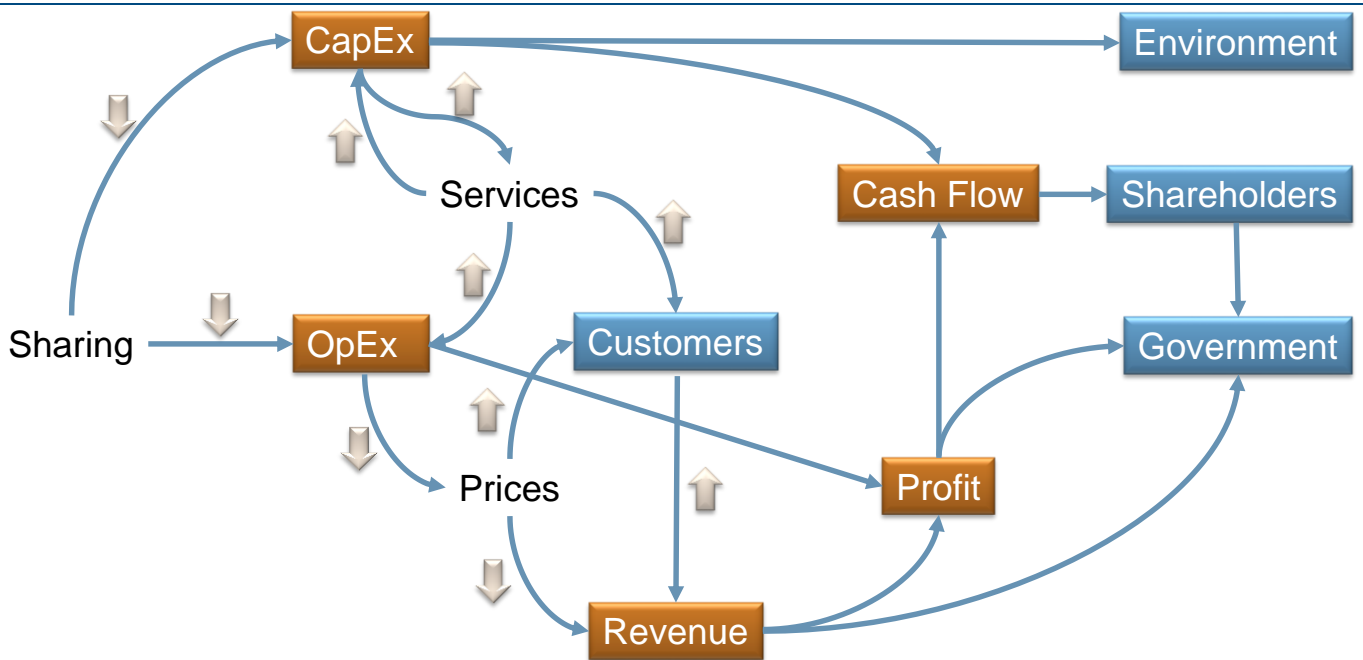 CapEx
Environment
Services
Cash Flow
Shareholders
Sharing
OpEx
Customers
Government
Prices
Profit
Revenue